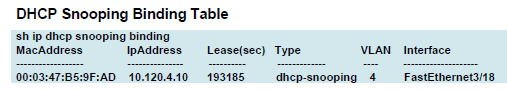 DHCP Snooping Binding Table
sh ip dhcp snooping binding
MacAddress IpAddress Lease(sec) Type VLAN Interface
------------------ --------------- ---------- ------------- ---- --------------------
00:03:47:B5:9F:AD 10.120.4.10 193185 dhcp-snooping 4 FastEthernet3/18